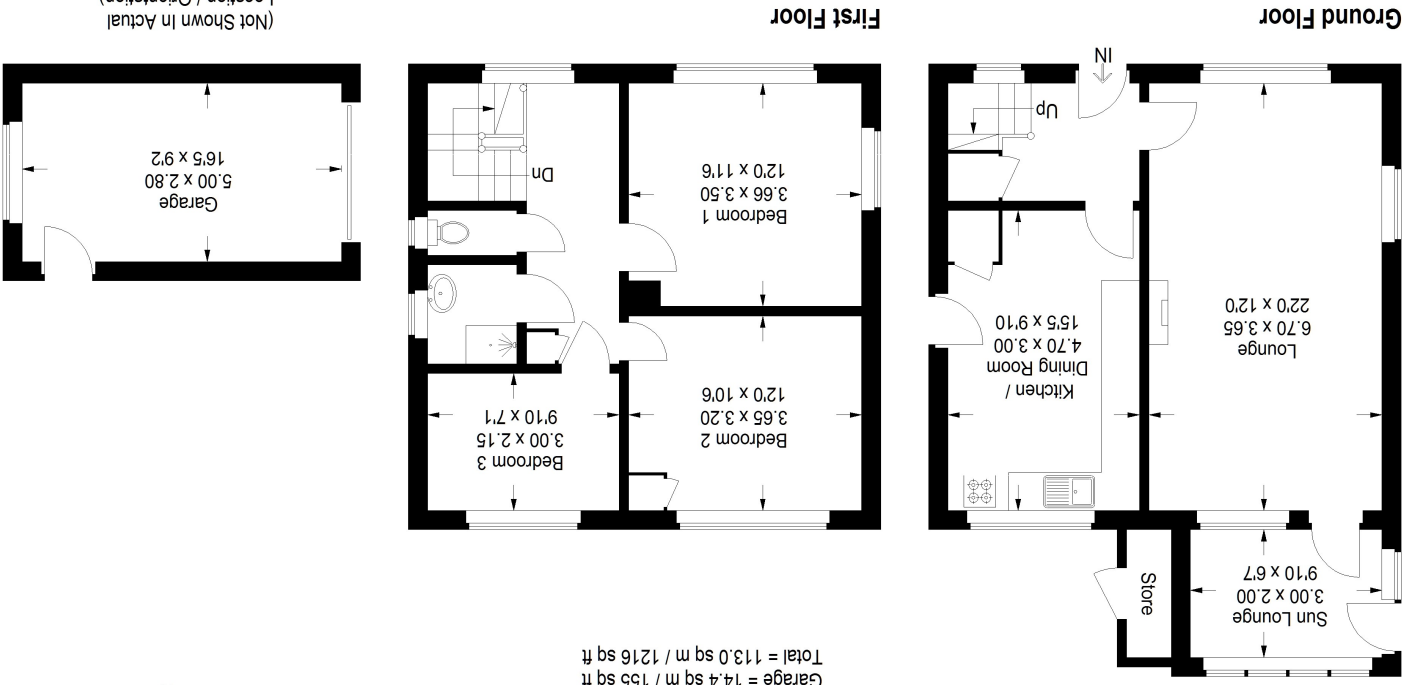 Garage = 14.4 sq m / 155 sq ft
Total = 113.0 sq m / 1216 sq ft
Sun Lounge
3.00 x 2.00
9'10 x 6'7
Store
Lounge
6.70 x 3.65
22'0 x 12'0
Kitchen /
Dining Room
4.70 x 3.00
15'5 x 9'10
Up
IN
Ground Floor
Bedroom 2
3.65 x 3.20
12'0 x 10'6
Bedroom 3
3.00 x 2.15
9'10 x 7'1
Bedroom 1
3.66 x 3.50
12'0 x 11'6
Dn
First Floor
Garage
5.00 x 2.80
16'5 x 9'2
(Not Shown In Actual
Location / Orientation)